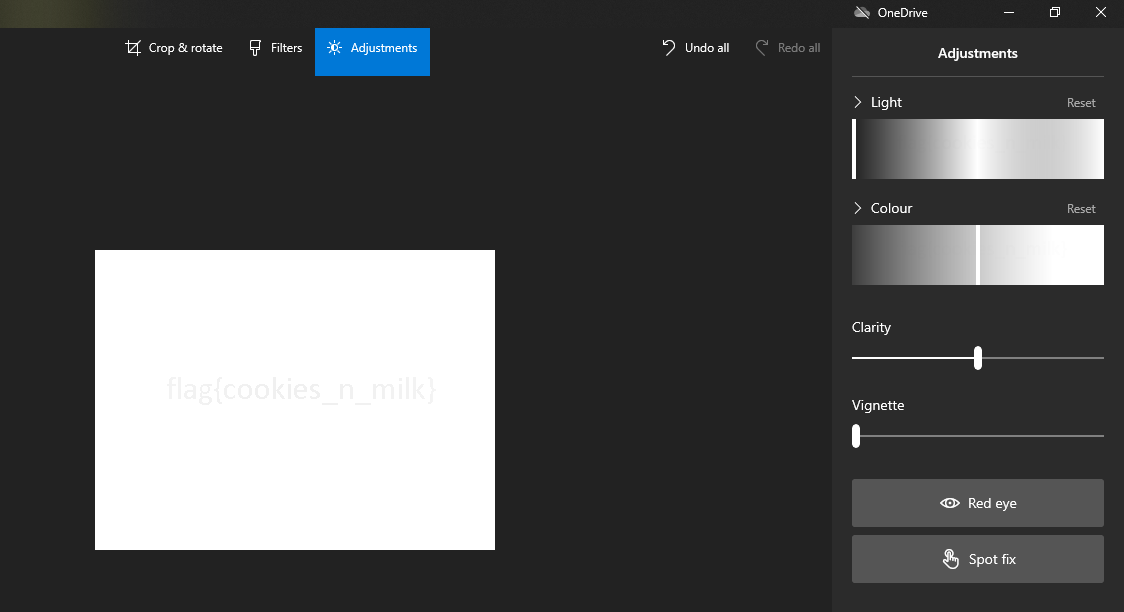 OneDrive
Crop & rotate Filters Adjustments Undo all Redo all
Adjustments
Light Reset
Colour Reset
flag{cookies_n_milk}
Clarity
Vignette
Red eye
Spot fix